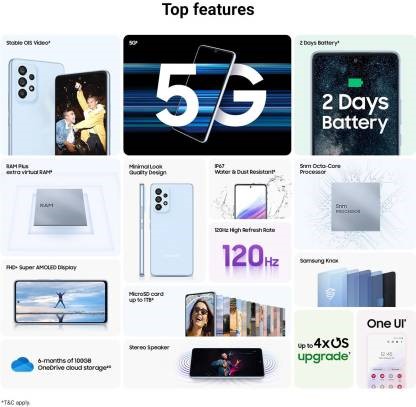 Top features
Stable OIS Video*
5G*
5G
2 Days Battery*
2 Days
Battery
RAM Plus
extra virtual RAM*
RAM
Minimal Look
Quality Design
IP67
Water & Dust Resistant*
5nm Octa-Core
Processor
5nm
PROCESSOR
120Hz High Refresh Rate
120Hz
FHD+ Super AMOLED Display
MicroSD card
up to 1TB*
Samsung Knox
6-months of 100GB
OneDrive cloud storage*
Stereo Speaker
Up to 4xOS
upgrade*
One UI*
*T&C apply.